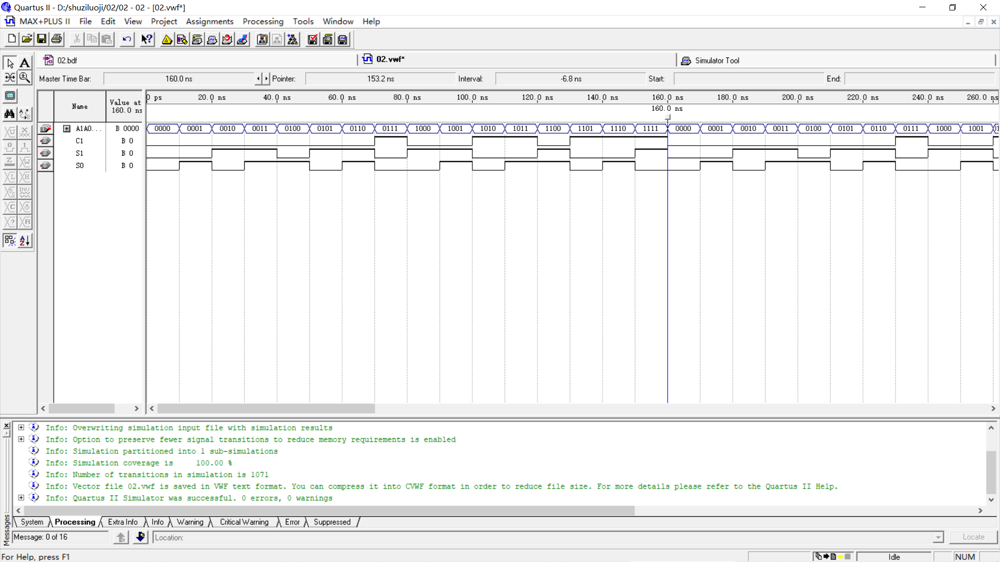 Quartus II - D:/shuziluoji/02/02 - 02 - [02.vwf*]
MAX+PLUS II File Edit View Project Assignments Processing Tools Window Help
02.bdf 02.vwf* Simulator Tool
Master Time Bar: 160.0 ns Pointer: 153.2 ns Interval: -6.8 ns Start: End:
Name Value at 160.0 ns
0 ps 20.0 ns 40.0 ns 60.0 ns 80.0 ns 100.0 ns 120.0 ns 140.0 ns 160.0 ns 180.0 ns 200.0 ns 220.0 ns 240.0 ns 260.0 ns
160.0 ns
A1A0... B 0000 0000 0001 0010 0011 0100 0101 0110 0111 1000 1001 1010 1011 1100 1101 1110 1111 0000 0001 0010 0011 0100 0101 0110 0111 1000 1001
C1 B 0
S1 B 0
S0 B 0
Info: Overwriting simulation input file with simulation results
Info: Option to preserve fewer signal transitions to reduce memory requirements is enabled
Info: Simulation partitioned into 1 sub-simulations
Info: Simulation coverage is 100.00 %
Info: Number of transitions in simulation is 1071
Info: Vector file 02.vwf is saved in VWF text format. You can compress it into CVWF format in order to reduce file size. For more details please refer to the Quartus II Help.
Info: Quartus II Simulator was successful. 0 errors, 0 warnings
System Processing Extra Info Info Warning Critical Warning Error Suppressed
Messages
Message: 0 of 16 Location: Locate
For Help, press F1 Idle NUM